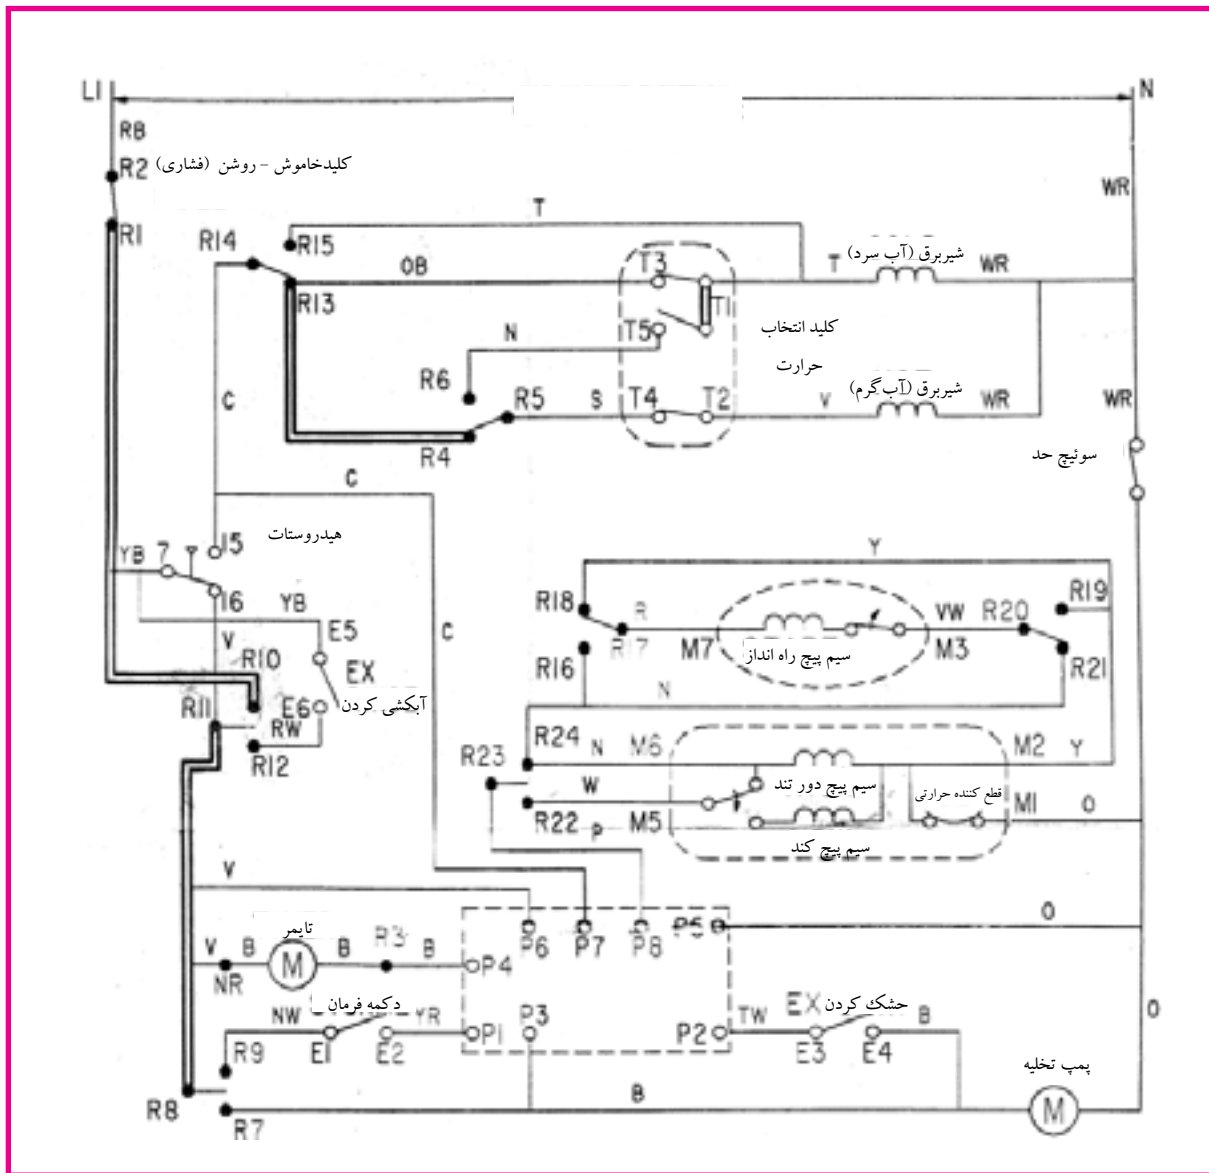 LI N
RB
R2 کلیدخاموش - روشن (فشاری)
WR
T
R1
R14 R15
شیربرق (آب سرد)
OB T3 T WR
R13
T1
T5 کلید انتخاب
N
حرارت
R6
شیربرق (آب‌گرم)
C R5 S T4 T2 V WR WR
R4
سوئیچ حد
C
هیدروستات
I5
YB 7 Y
I6 YB
R18 R VW R20 R19
V E5 C
R17 M7 سیم پیچ راه انداز M3
R10 EX R16 R21
N
R11 E6 آبکشی کردن
RW
R24 N M6 M2 Y
R12 R23
W سیم پیچ دور تند قطع کننده حرارتی
R22 P M5 M1 O
سیم پیچ کند
V
O
تایمر
P6 P7 P8 P5
V B M B R3 B P4
NR
دکمه فرمان
NW YR P3 TW EX خشک کردن B
O
R9 E1 E2 P1 P2 E3 E4
پمپ تخلیه
B
R8 M
R7